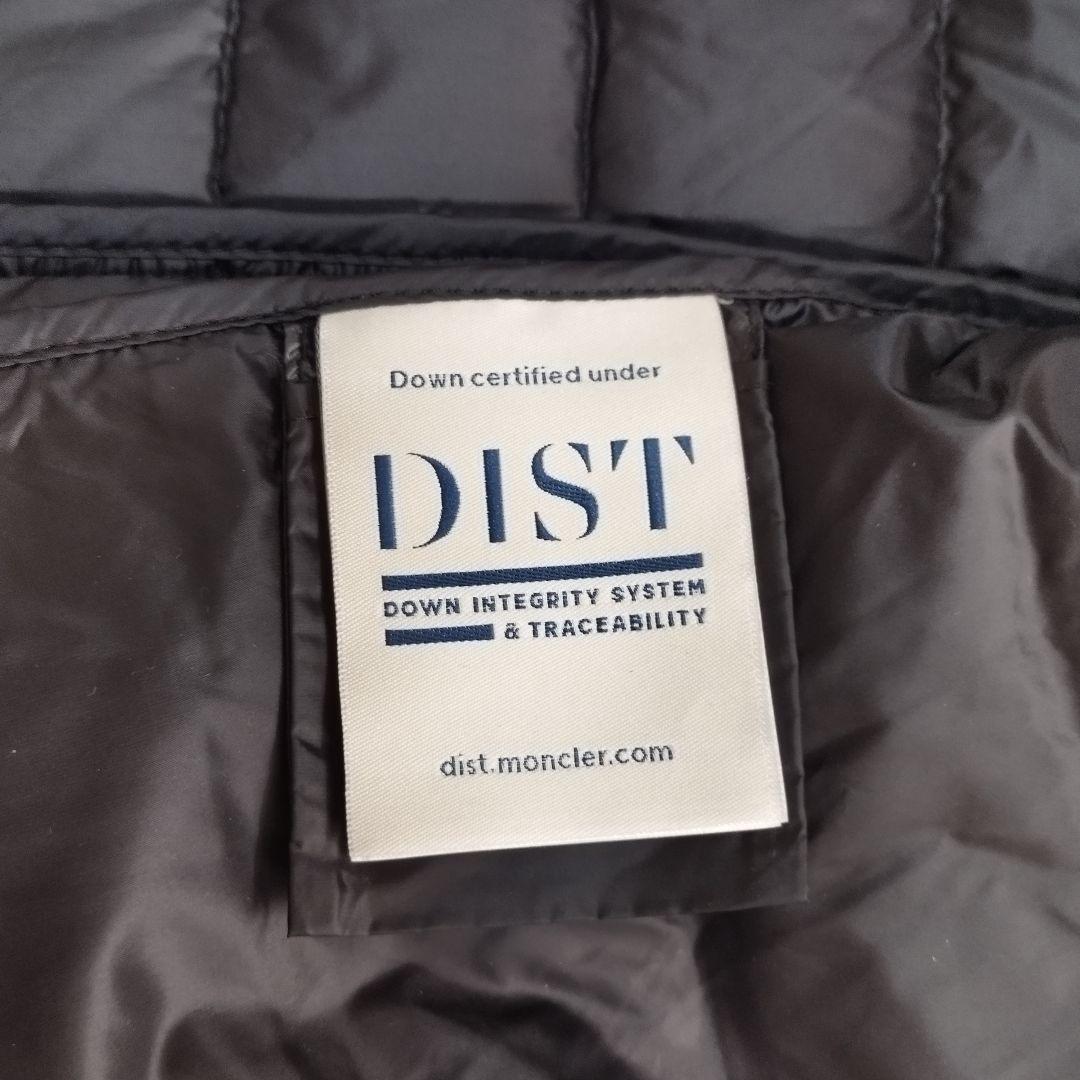 Down certified under
DIST
DOWN INTEGRITY SYSTEM
& TRACEABILITY
dist.moncler.com